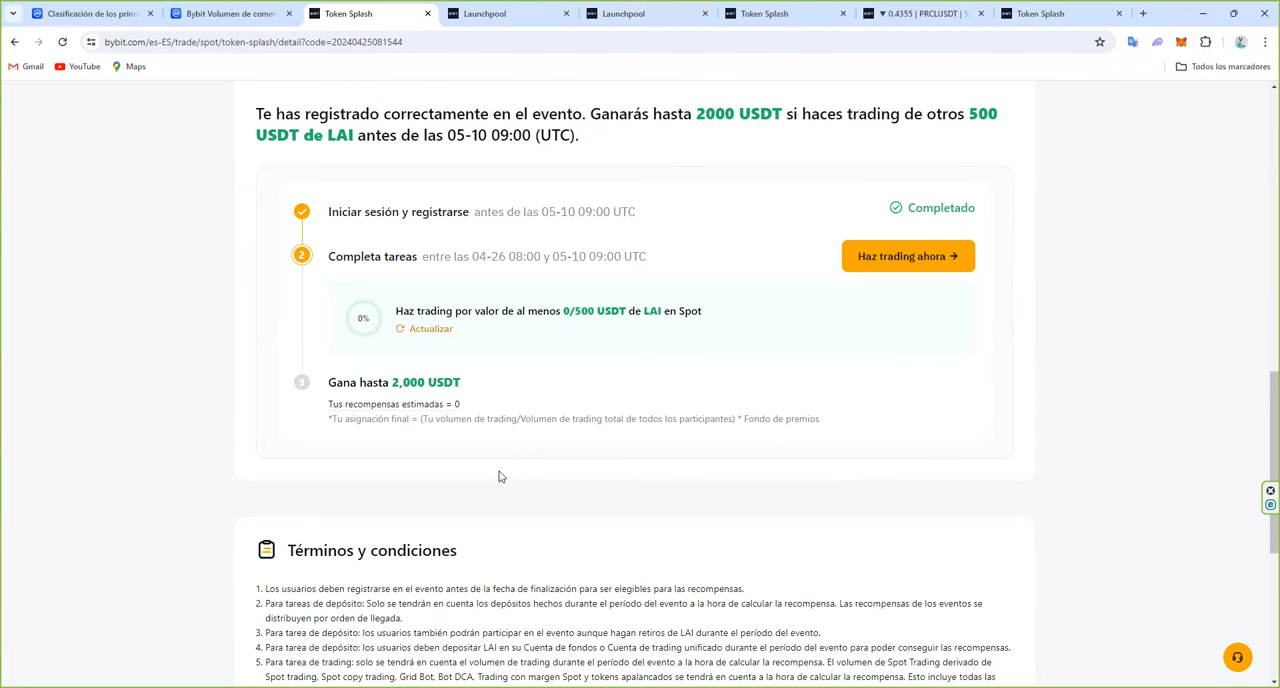 Clasificación de los princi
Bybit Volumen de comer
Token Splash
Launchpool
Launchpool
Token Splash
▼ 0.4355 | PRCLUSDT | S
Token Splash
bybit.com/es-ES/trade/spot/token-splash/detail?code=20240425081544
Gmail
YouTube
Maps
Todos los marcadores
Te has registrado correctamente en el evento. Ganarás hasta 2000 USDT si haces trading de otros 500
USDT de LAI antes de las 05-10 09:00 (UTC).
Iniciar sesión y registrarse antes de las 05-10 09:00 UTC
Completado
2
Completa tareas entre las 04-26 08:00 y 05-10 09:00 UTC
Haz trading ahora →
0%
Haz trading por valor de al menos 0/500 USDT de LAI en Spot
Actualizar
3
Gana hasta 2,000 USDT
Tus recompensas estimadas = 0
*Tu asignación final = (Tu volumen de trading/Volumen de trading total de todos los participantes) * Fondo de premios
Términos y condiciones
1. Los usuarios deben registrarse en el evento antes de la fecha de finalización para ser elegibles para las recompensas.
2. Para tareas de depósito: Solo se tendrán en cuenta los depósitos hechos durante el período del evento a la hora de calcular la recompensa. Las recompensas de los eventos se
distribuyen por orden de llegada.
3. Para tarea de depósito: los usuarios también podrán participar en el evento aunque hagan retiros de LAI durante el período del evento.
4. Para tarea de depósito: los usuarios deben depositar LAI en su Cuenta de fondos o Cuenta de trading unificado durante el período del evento para poder conseguir las recompensas.
5. Para tarea de trading: solo se tendrá en cuenta el volumen de trading durante el período del evento a la hora de calcular la recompensa. El volumen de Spot Trading derivado de
Spot trading, Spot copy trading, Grid Bot, Bot DCA, Trading con margen Spot y tokens apalancados se tendrá en cuenta a la hora de calcular la recompensa. Esto incluye todas las